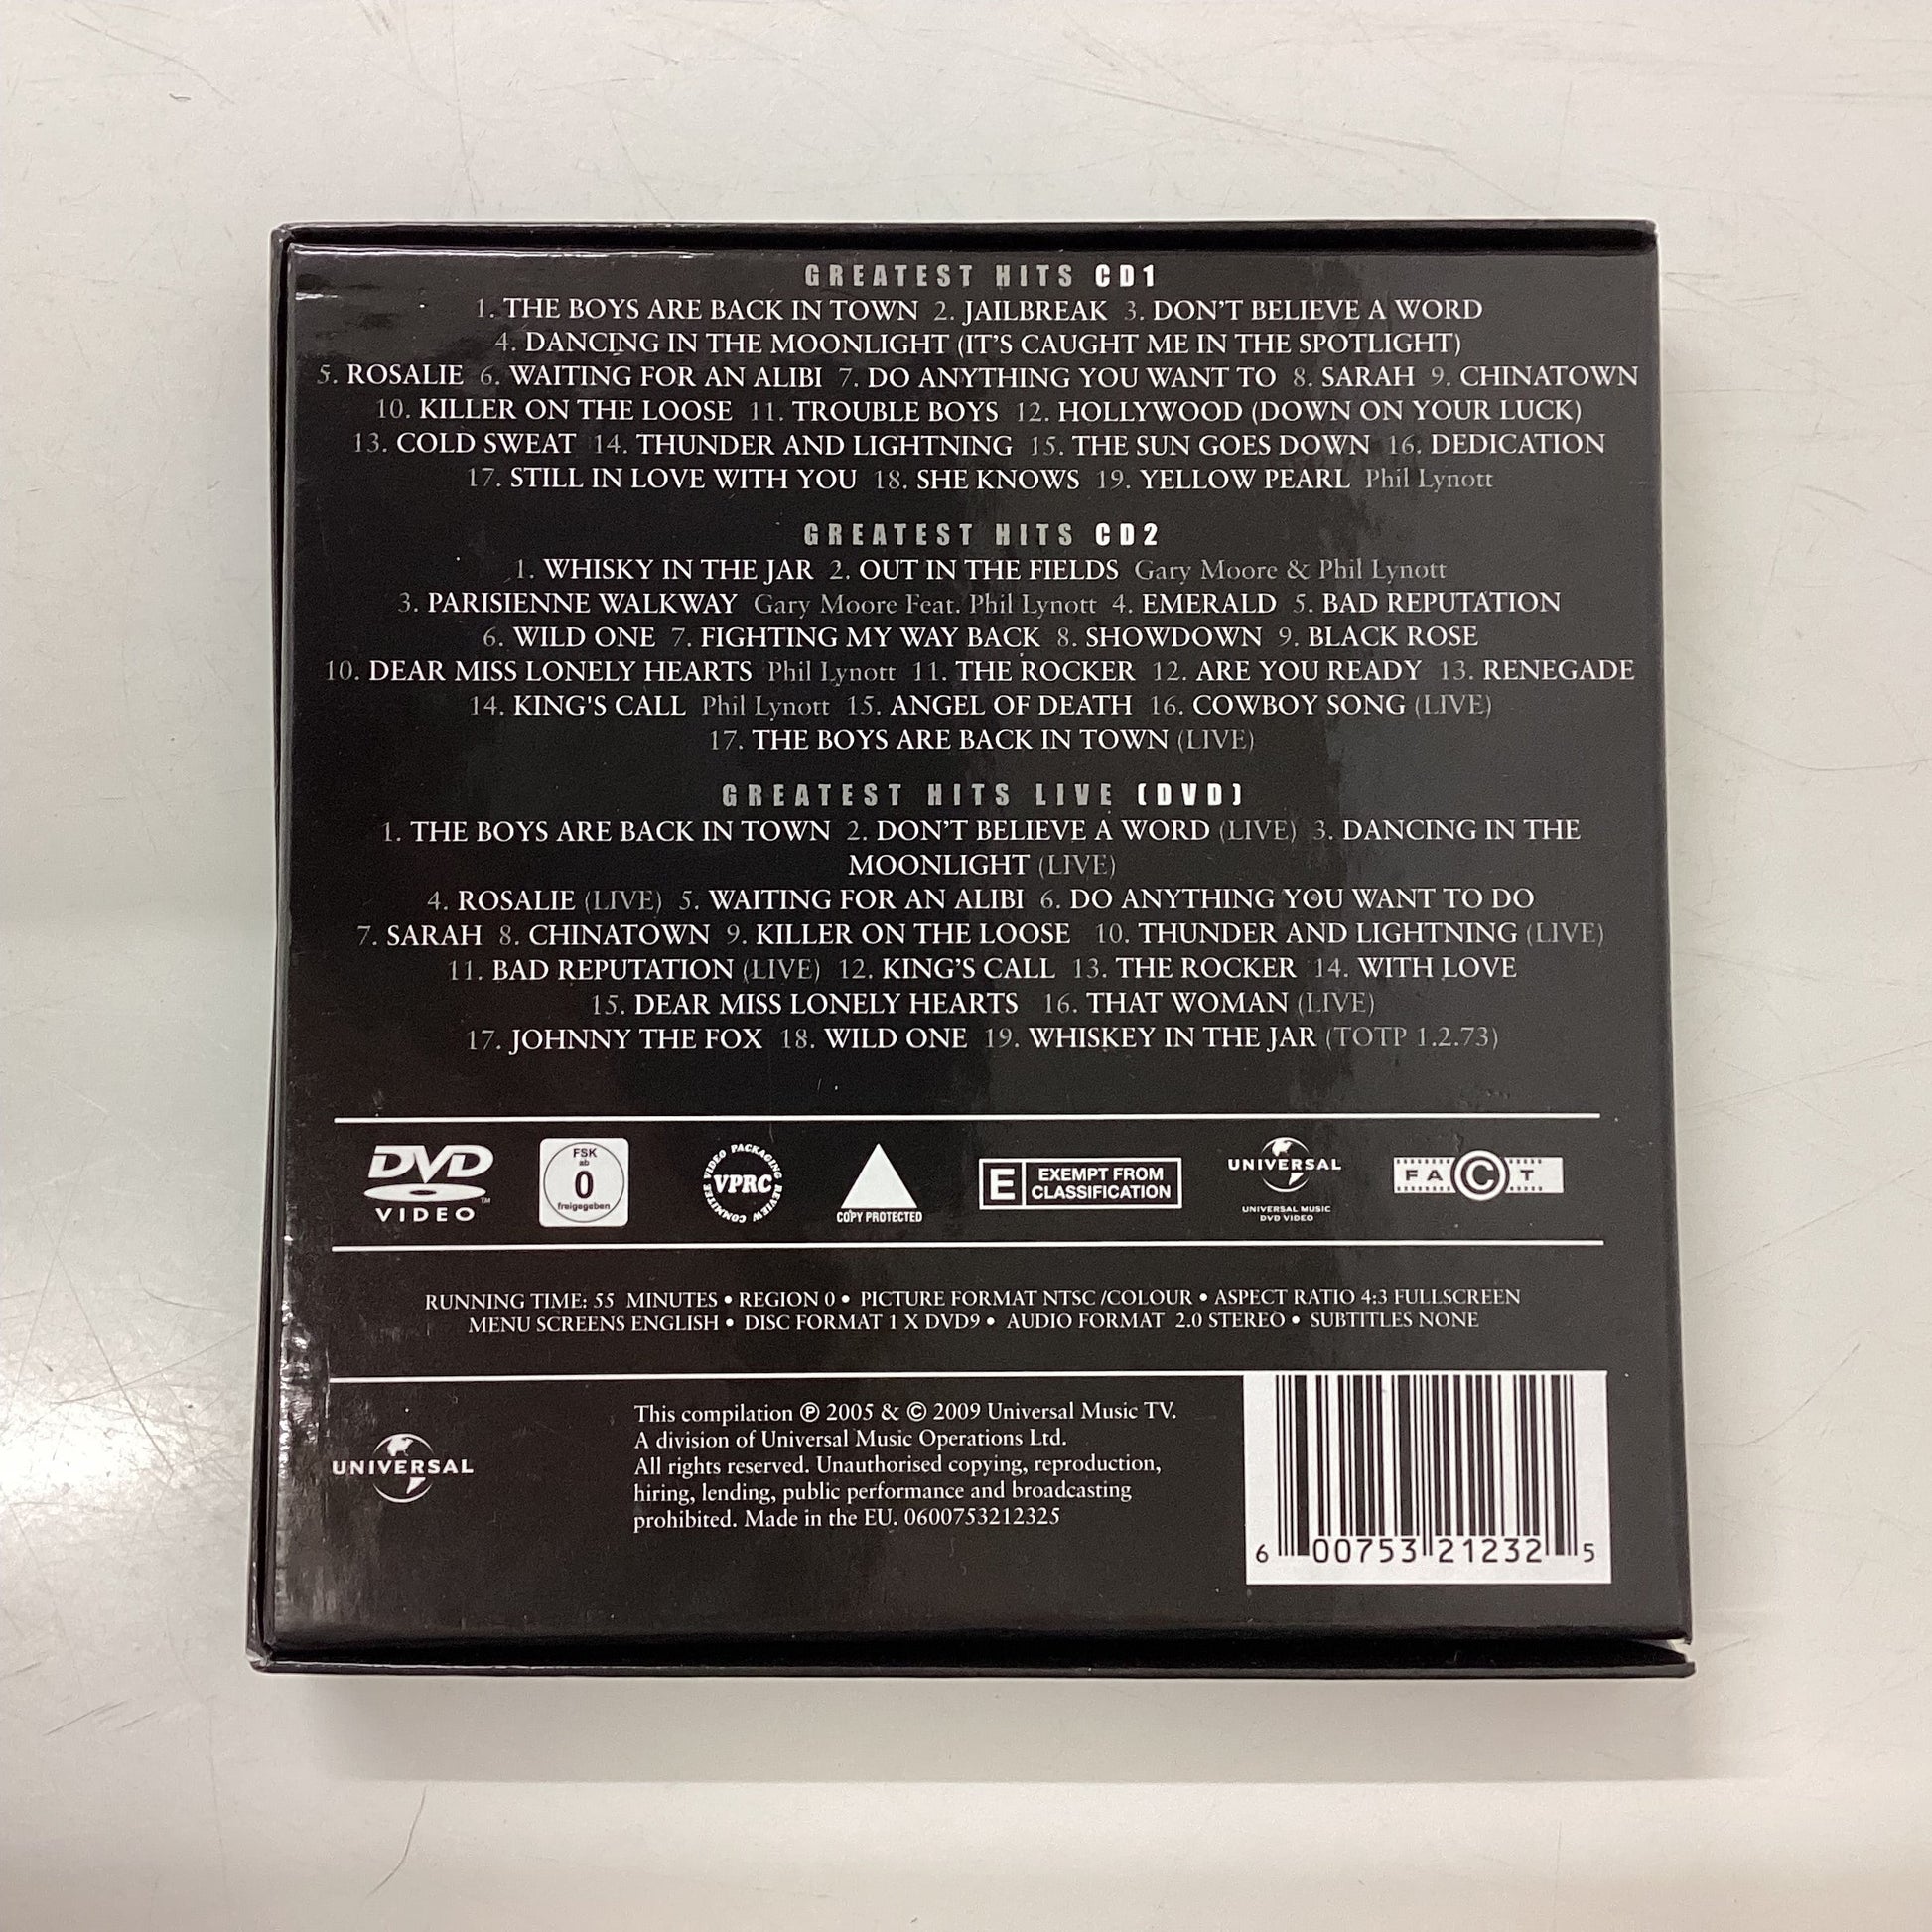 GREATEST HITS CD1
1. THE BOYS ARE BACK IN TOWN 2. JAILBREAK 3. DON'T BELIEVE A WORD
4. DANCING IN THE MOONLIGHT (IT'S CAUGHT ME IN THE SPOTLIGHT)
5. ROSALIE 6. WAITING FOR AN ALIBI 7. DO ANYTHING YOU WANT TO 8. SARAH 9. CHINATOWN
10. KILLER ON THE LOOSE 11. TROUBLE BOYS 12. HOLLYWOOD (DOWN ON YOUR LUCK)
13. COLD SWEAT 14. THUNDER AND LIGHTNING 15. THE SUN GOES DOWN 16. DEDICATION
17. STILL IN LOVE WITH YOU 18. SHE KNOWS 19. YELLOW PEARL Phil Lynott
GREATEST HITS CD2
1. WHISKY IN THE JAR 2. OUT IN THE FIELDS Gary Moore & Phil Lynott
3. PARISIENNE WALKWAY Gary Moore Feat. Phil Lynott 4. EMERALD 5. BAD REPUTATION
6. WILD ONE 7. FIGHTING MY WAY BACK 8. SHOWDOWN 9. BLACK ROSE
10. DEAR MISS LONELY HEARTS Phil Lynott 11. THE ROCKER 12. ARE YOU READY 13. RENEGADE
14. KING'S CALL Phil Lynott 15. ANGEL OF DEATH 16. COWBOY SONG (LIVE)
17. THE BOYS ARE BACK IN TOWN (LIVE)
GREATEST HITS LIVE (DVD)
1. THE BOYS ARE BACK IN TOWN 2. DON'T BELIEVE A WORD (LIVE) 3. DANCING IN THE
MOONLIGHT (LIVE)
4. ROSALIE (LIVE) 5. WAITING FOR AN ALIBI 6. DO ANYTHING YOU WANT TO DO
7. SARAH 8. CHINATOWN 9. KILLER ON THE LOOSE 10. THUNDER AND LIGHTNING (LIVE)
11. BAD REPUTATION (LIVE) 12. KING'S CALL 13. THE ROCKER 14. WITH LOVE
15. DEAR MISS LONELY HEARTS 16. THAT WOMAN (LIVE)
17. JOHNNY THE FOX 18. WILD ONE 19. WHISKEY IN THE JAR (TOTP 1.2.73)
DVD
VIDEO
FSK
ab
0
freigegeben
VIDEO PACKAGING REVIEW COMMITEE
VPRC
COPY PROTECTED
E EXEMPT FROM
CLASSIFICATION
UNIVERSAL
UNIVERSAL MUSIC
DVD VIDEO
FACT
RUNNING TIME: 55 MINUTES • REGION 0 • PICTURE FORMAT NTSC /COLOUR • ASPECT RATIO 4:3 FULLSCREEN
MENU SCREENS ENGLISH • DISC FORMAT 1 X DVD9 • AUDIO FORMAT 2.0 STEREO • SUBTITLES NONE
UNIVERSAL
This compilation ℗ 2005 & © 2009 Universal Music TV.
A division of Universal Music Operations Ltd.
All rights reserved. Unauthorised copying, reproduction,
hiring, lending, public performance and broadcasting
prohibited. Made in the EU. 0600753212325
6 00753 21232 5